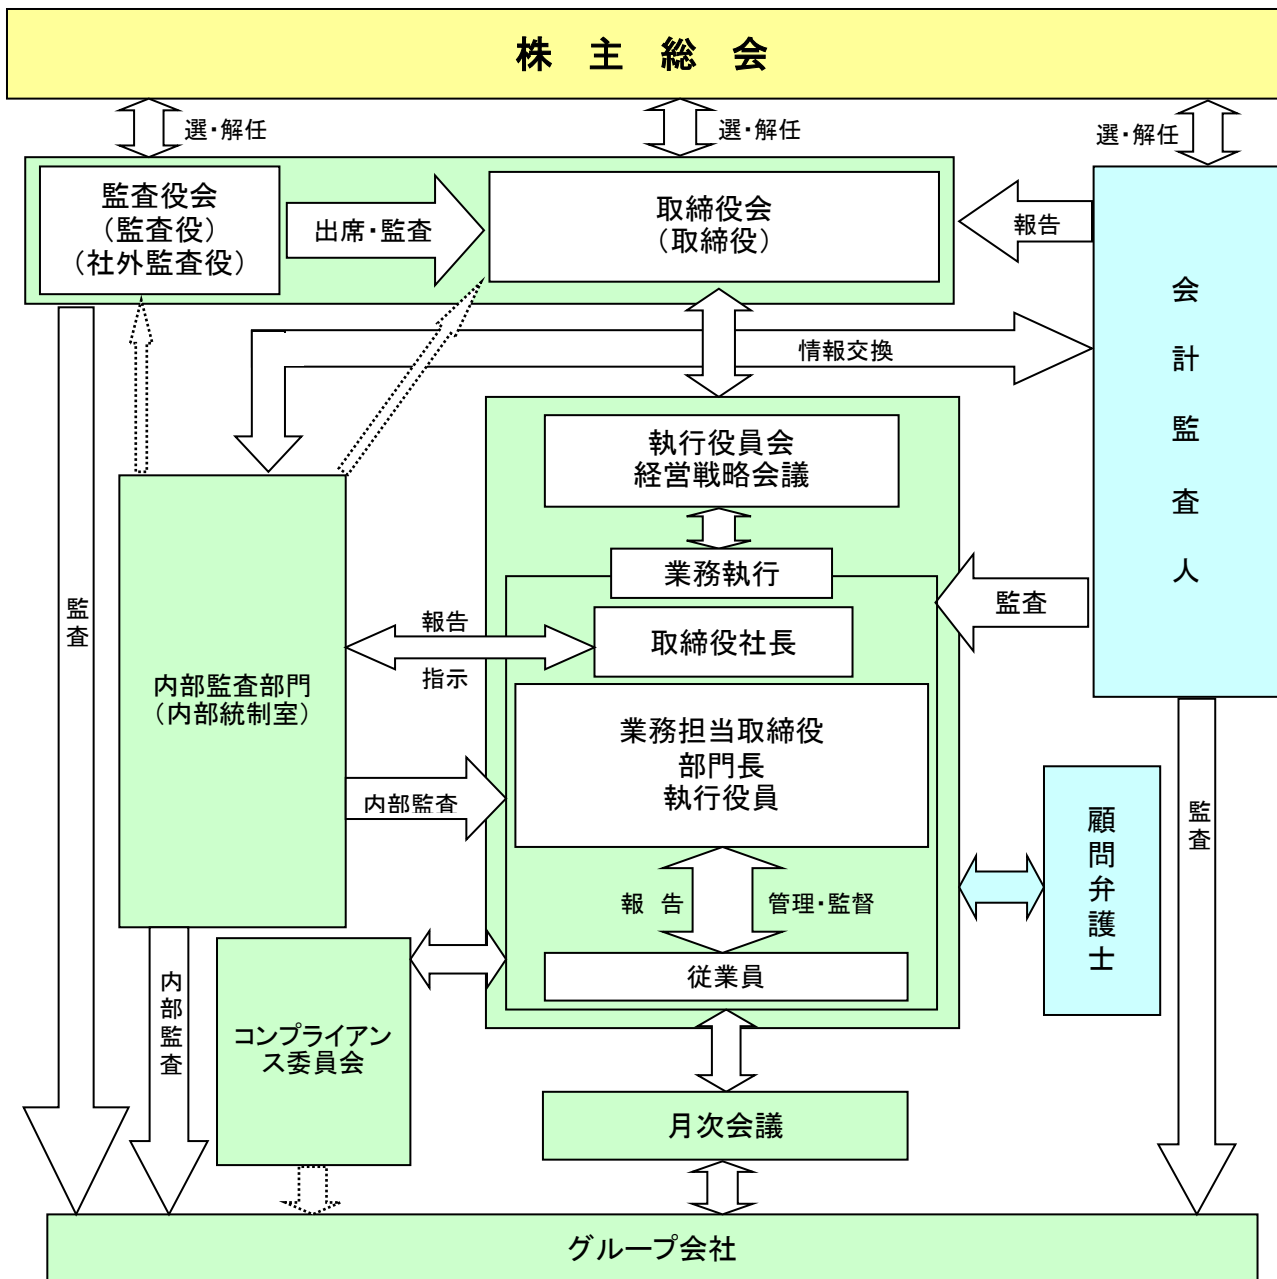 株 主 総 会
選・解任
選・解任
選・解任
監査役会
（監査役）
（社外監査役）
出席・監査
取締役会
（取締役）
報告
会計監査人
情報交換
執行役員会
経営戦略会議
業務執行
監査
監査
報告
指示
取締役社長
内部監査部門
（内部統制室）
業務担当取締役
部門長
執行役員
内部監査
監査
顧問弁護士
報 告
管理・監督
従業員
内部監査
コンプライアン
ス委員会
月次会議
グループ会社